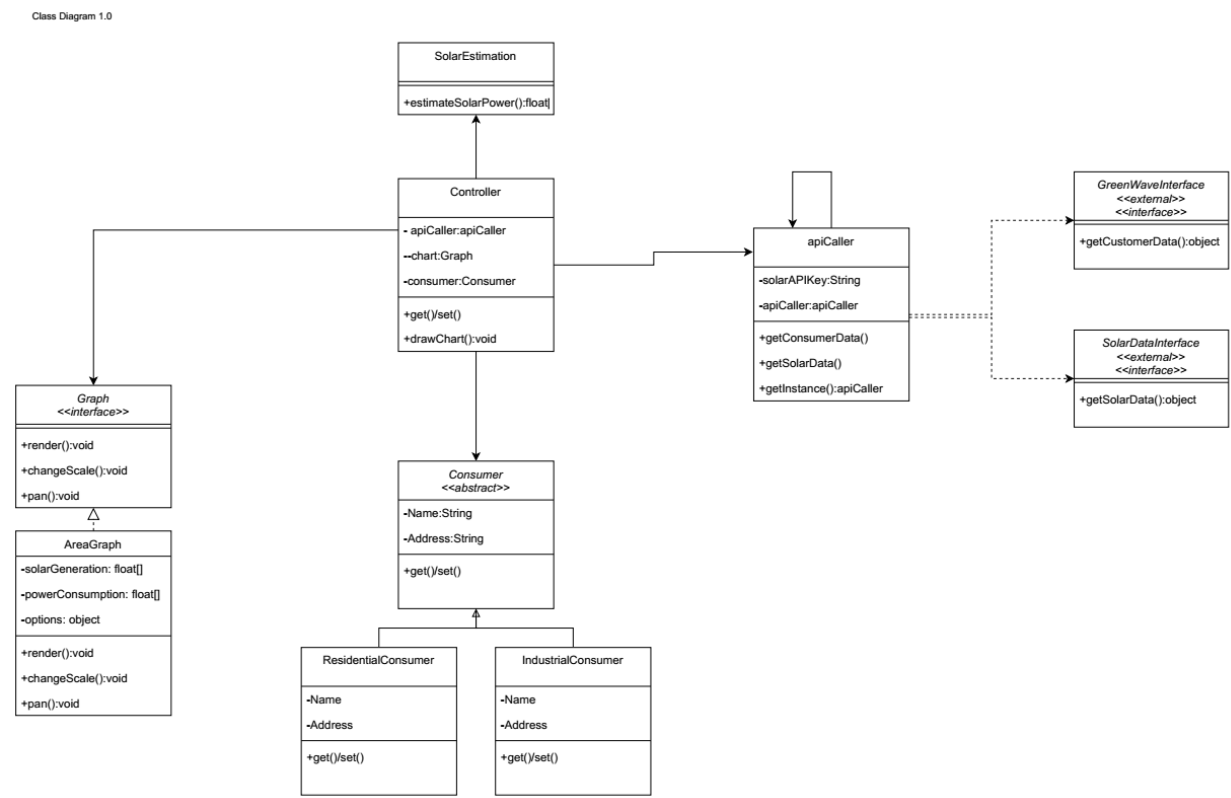 Class Diagram 1.0
SolarEstimation
+estimateSolarPower():float[
Controller
- apiCaller:apiCaller
--chart:Graph
-consumer:Consumer
+get()/set()
+drawChart():void
apiCaller
-solarAPIKey:String
-apiCaller:apiCaller
+getConsumerData()
+getSolarData()
+getInstance():apiCaller
GreenWaveInterface
<<external>>
<<interface>>
+getCustomerData():object
SolarDataInterface
<<external>>
<<interface>>
+getSolarData():object
Graph
<<interface>>
+render():void
+changeScale():void
+pan():void
AreaGraph
-solarGeneration: float[]
-powerConsumption: float[]
-options: object
+render():void
+changeScale():void
+pan():void
Consumer
<<abstract>>
-Name:String
-Address:String
+get()/set()
ResidentialConsumer
-Name
-Address
+get()/set()
IndustrialConsumer
-Name
-Address
+get()/set()